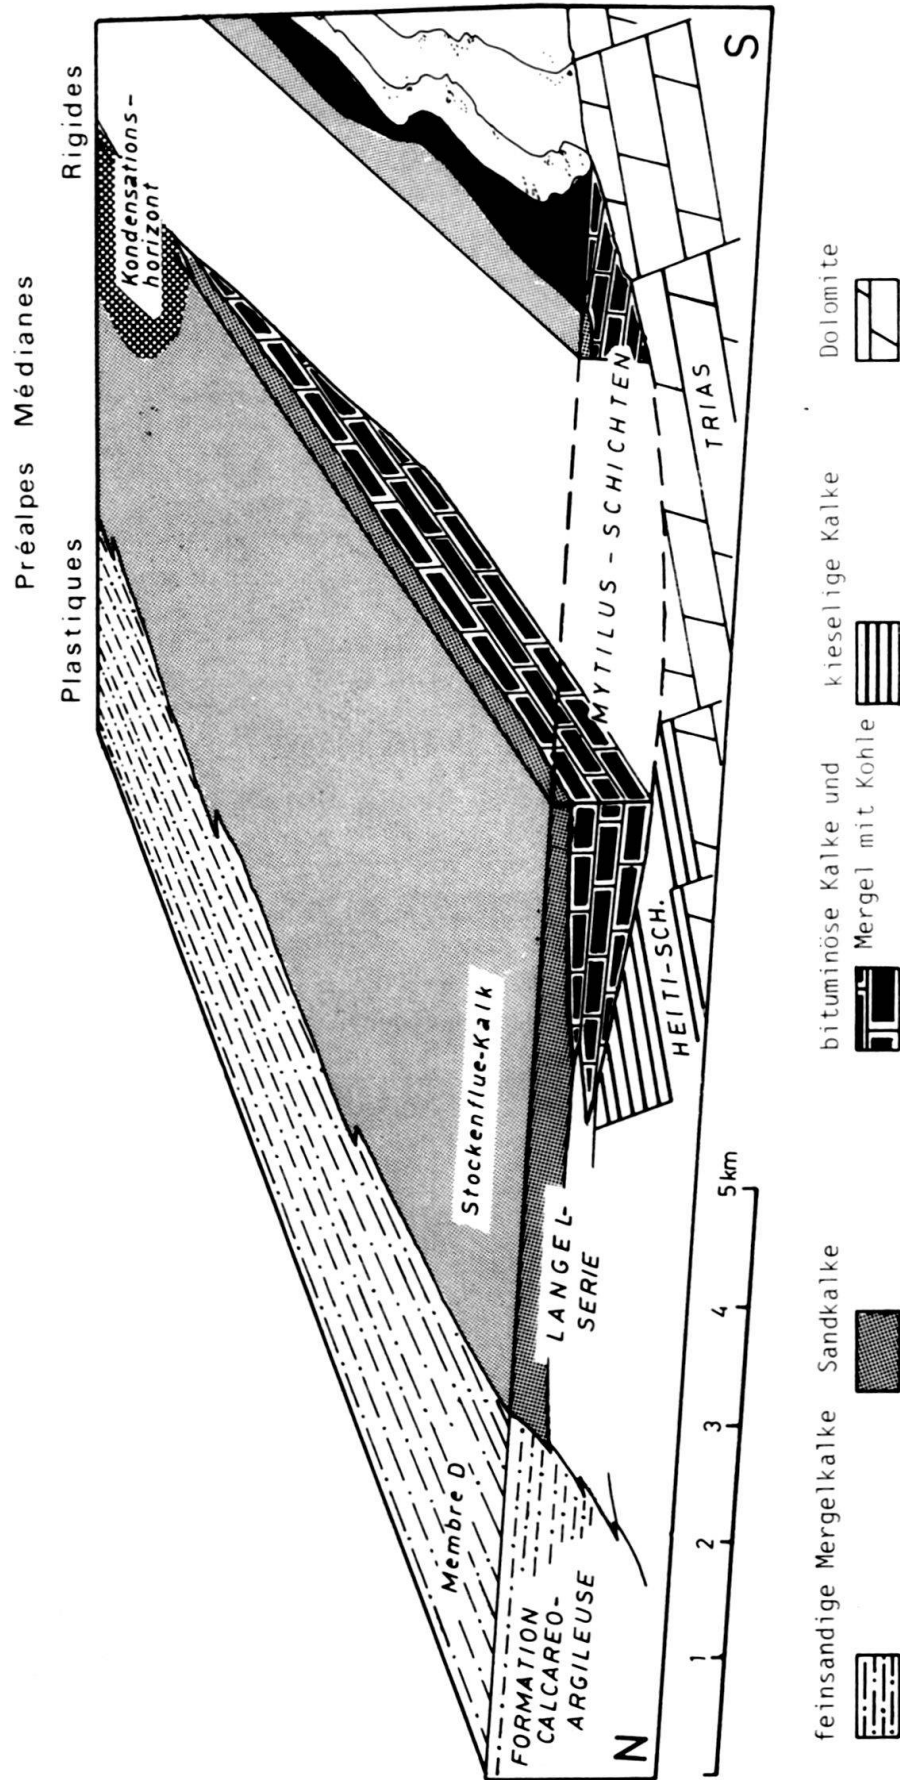 Préalpes Médianes
Plastiques
Rigides
Kondensations-
horizont
Stockenflue-Kalk
Membre D
FORMATION
CALCAREO-
ARGILEUSE
LANGEL-
SERIE
MYTILUS-SCHICHTEN
HEITI-SCH.
TRIAS
N
S
1
2
3
4
5km
feinsandige Mergelkalke
Sandkalke
bituminöse Kalke und
Mergel mit Kohle
kieselige Kalke
Dolomite